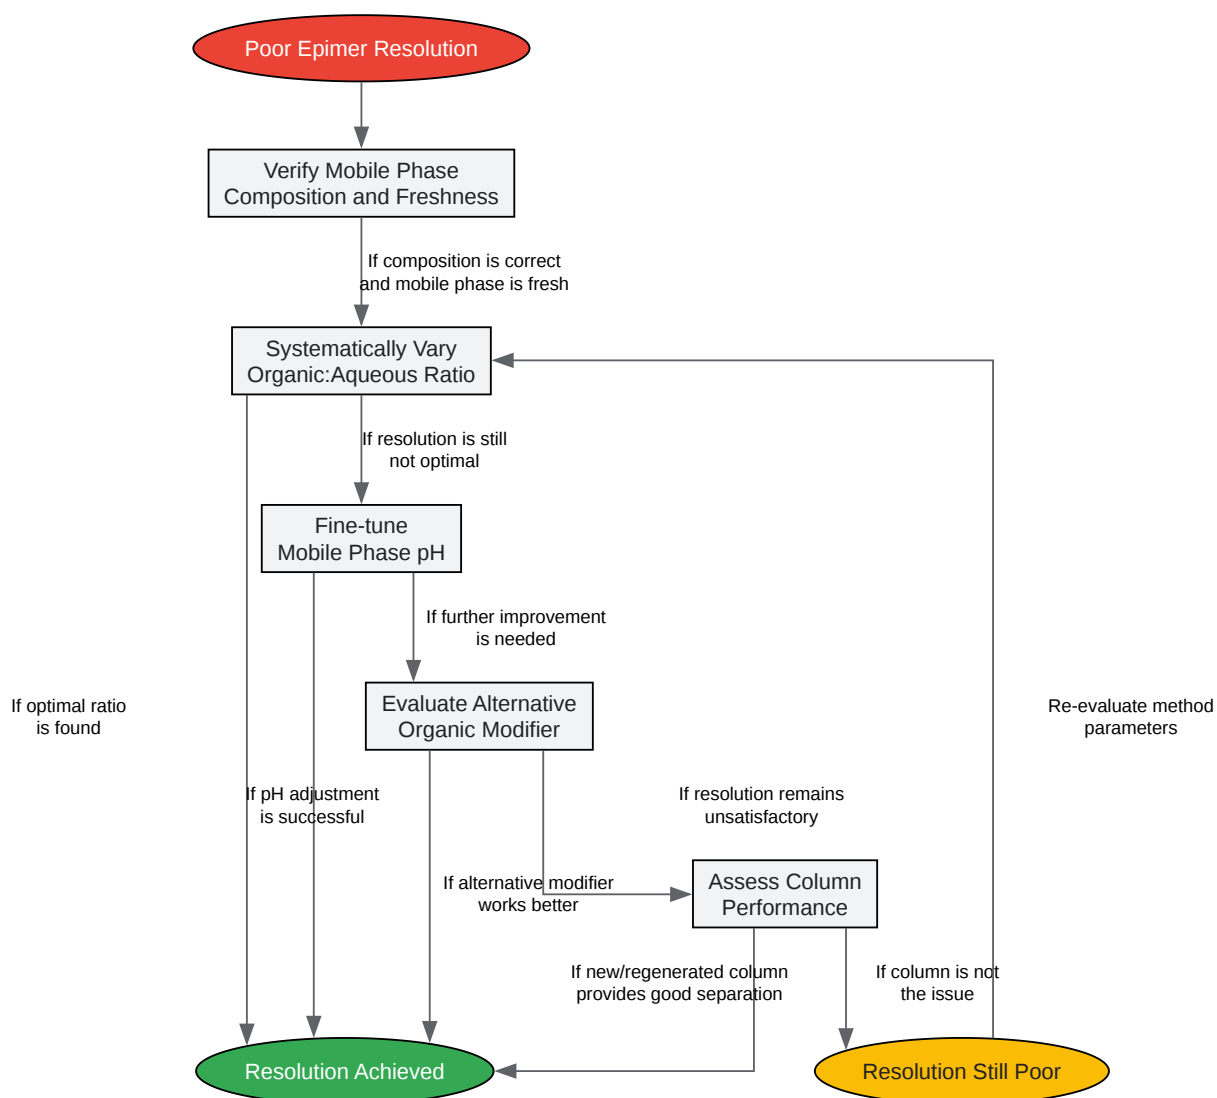 Poor Epimer Resolution
Verify Mobile Phase
Composition and Freshness
If composition is correct
and mobile phase is fresh
Systematically Vary
Organic:Aqueous Ratio
If resolution is still
not optimal
Fine-tune
Mobile Phase pH
If further improvement
is needed
Evaluate Alternative
Organic Modifier
If optimal ratio
is found
Re-evaluate method
parameters
If pH adjustment
is successful
If resolution remains
unsatisfactory
If alternative modifier
works better
Assess Column
Performance
If new/regenerated column
provides good separation
If column is not
the issue
Resolution Achieved
Resolution Still Poor